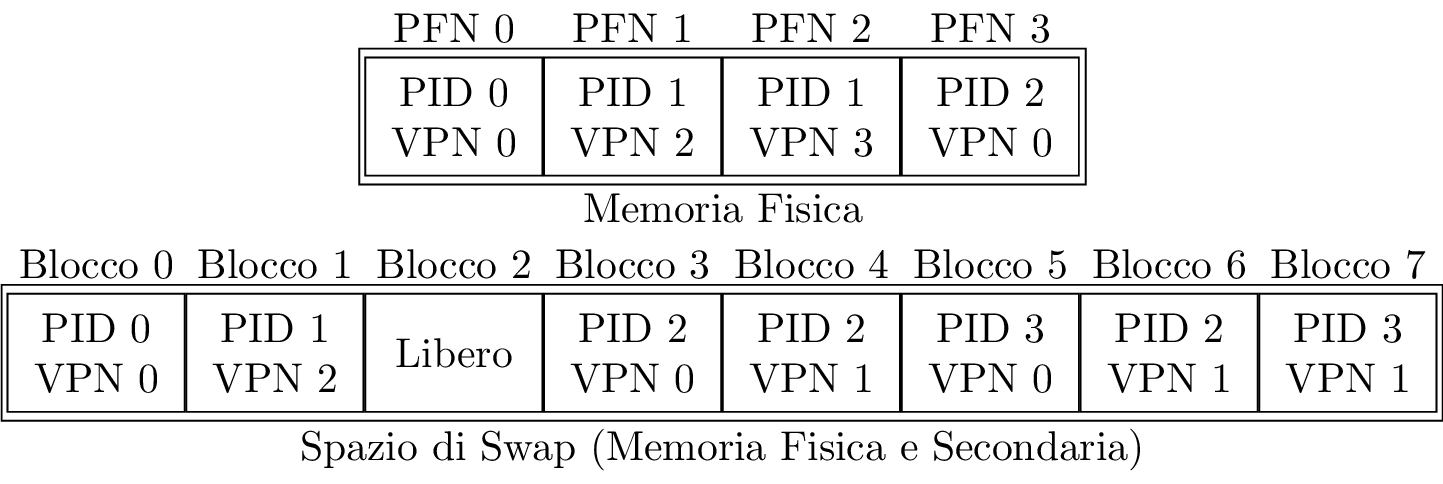 PFN 0 PFN 1 PFN 2 PFN 3
PID 0 PID 1 PID 1 PID 2
VPN 0 VPN 2 VPN 3 VPN 0
Memoria Fisica
Blocco 0 Blocco 1 Blocco 2 Blocco 3 Blocco 4 Blocco 5 Blocco 6 Blocco 7
PID 0 PID 1 Libero PID 2 PID 2 PID 3 PID 2 PID 3
VPN 0 VPN 2 VPN 0 VPN 1 VPN 0 VPN 1 VPN 1
Spazio di Swap (Memoria Fisica e Secondaria)